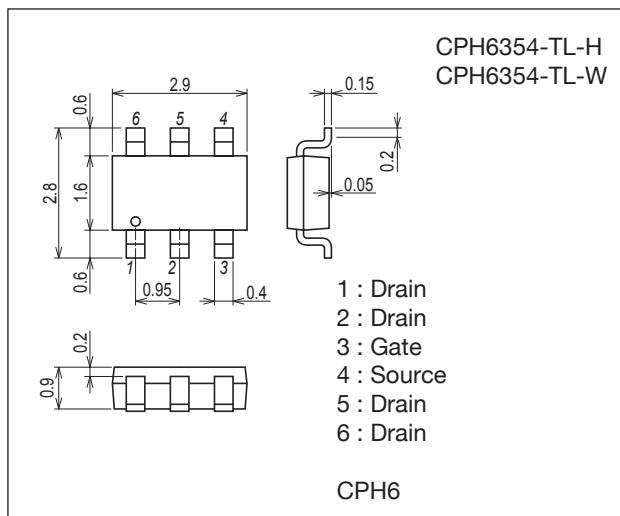 CPH6354-TL-H
CPH6354-TL-W
2.9
0.15
0.6
6 5 4
2.8
1.6
0.2
0.05
0.6
1 2 3
0.95
0.4
0.2
0.9
1 : Drain
2 : Drain
3 : Gate
4 : Source
5 : Drain
6 : Drain
CPH6